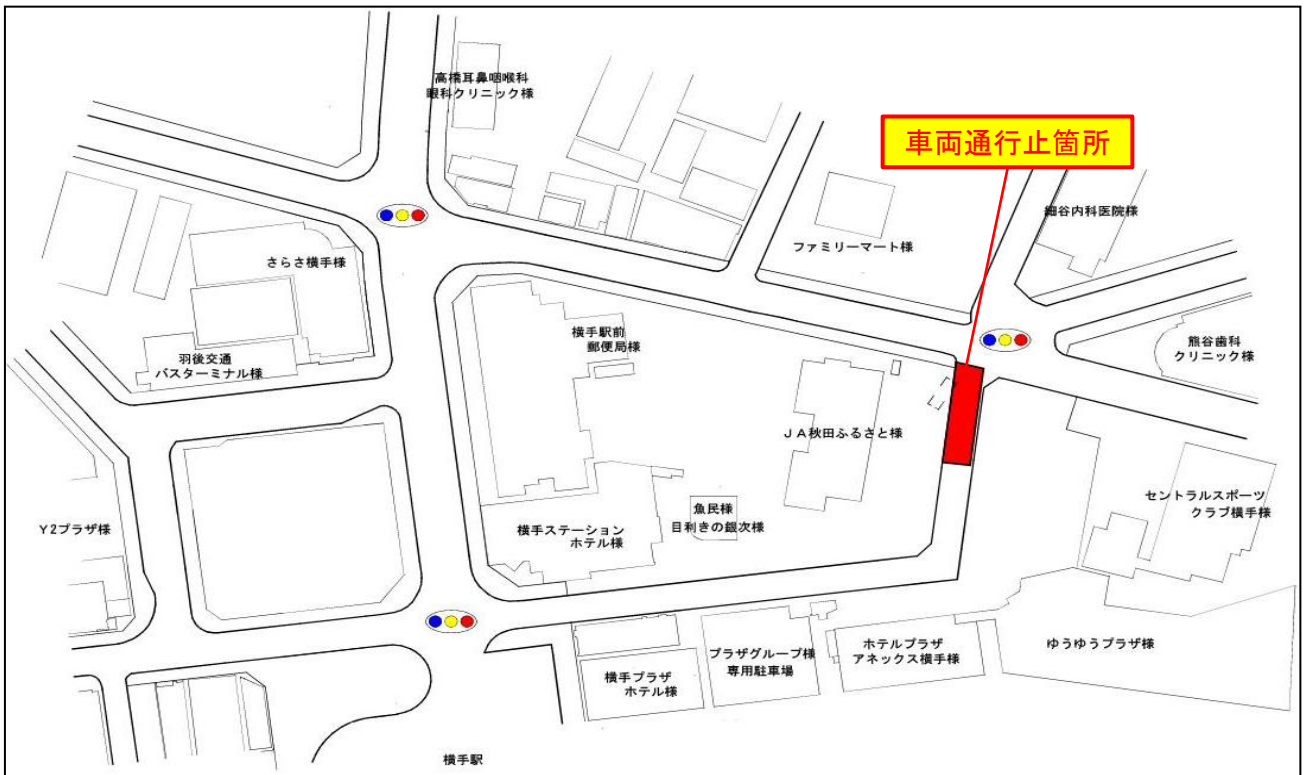 高橋耳鼻咽喉科
眼科クリニック様
車両通行止箇所
細谷内科医院様
ファミリーマート様
さらさ横手様
横手駅前
郵便局様
羽後交通
バスターミナル様
熊谷歯科
クリニック様
JA秋田ふるさと様
セントラルスポーツ
クラブ横手様
魚民様
目利きの銀次様
Y2プラザ様
横手ステーション
ホテル様
ホテルプラザ
アネックス横手様
ゆうゆうプラザ様
プラザグループ様
専用駐車場
横手プラザ
ホテル様
横手駅